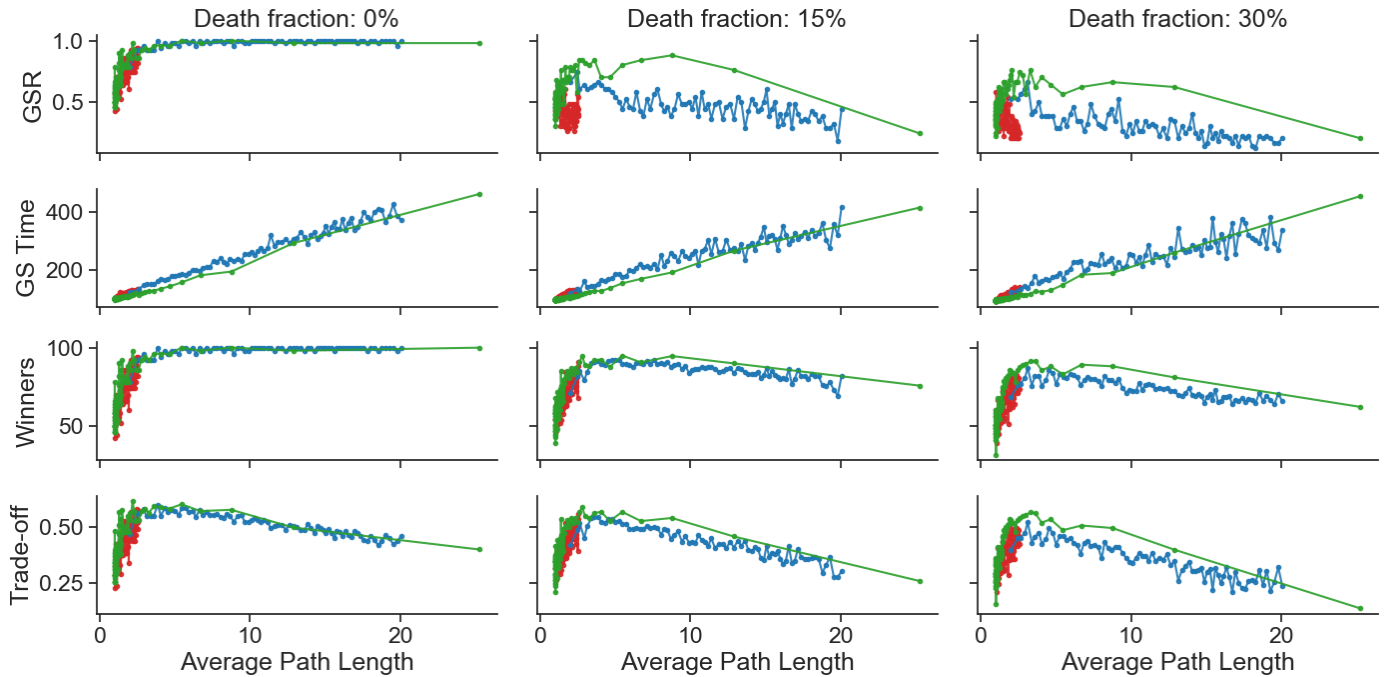 Death fraction: 0%
Death fraction: 15%
Death fraction: 30%
GSR
1.0
0.5
GS Time
400
200
Winners
100
50
Trade-off
0.50
0.25
0 10 20
0 10 20
0 10 20
Average Path Length
Average Path Length
Average Path Length